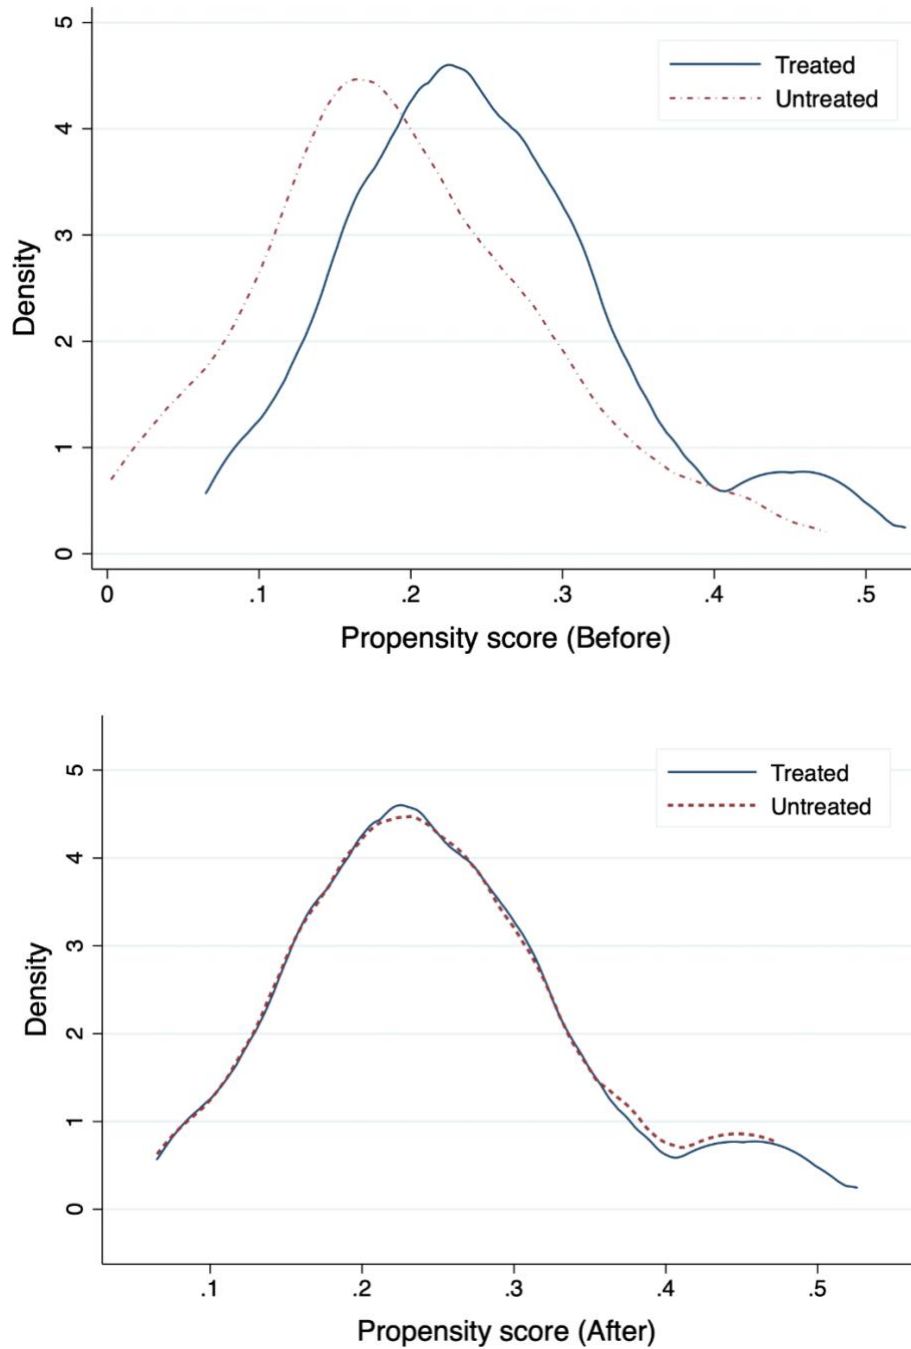 5
4
3
2
1
0
Density
Treated
Untreated
0 .1 .2 .3 .4 .5
Propensity score (Before)
5
4
3
2
1
0
Density
Treated
Untreated
.1 .2 .3 .4 .5
Propensity score (After)